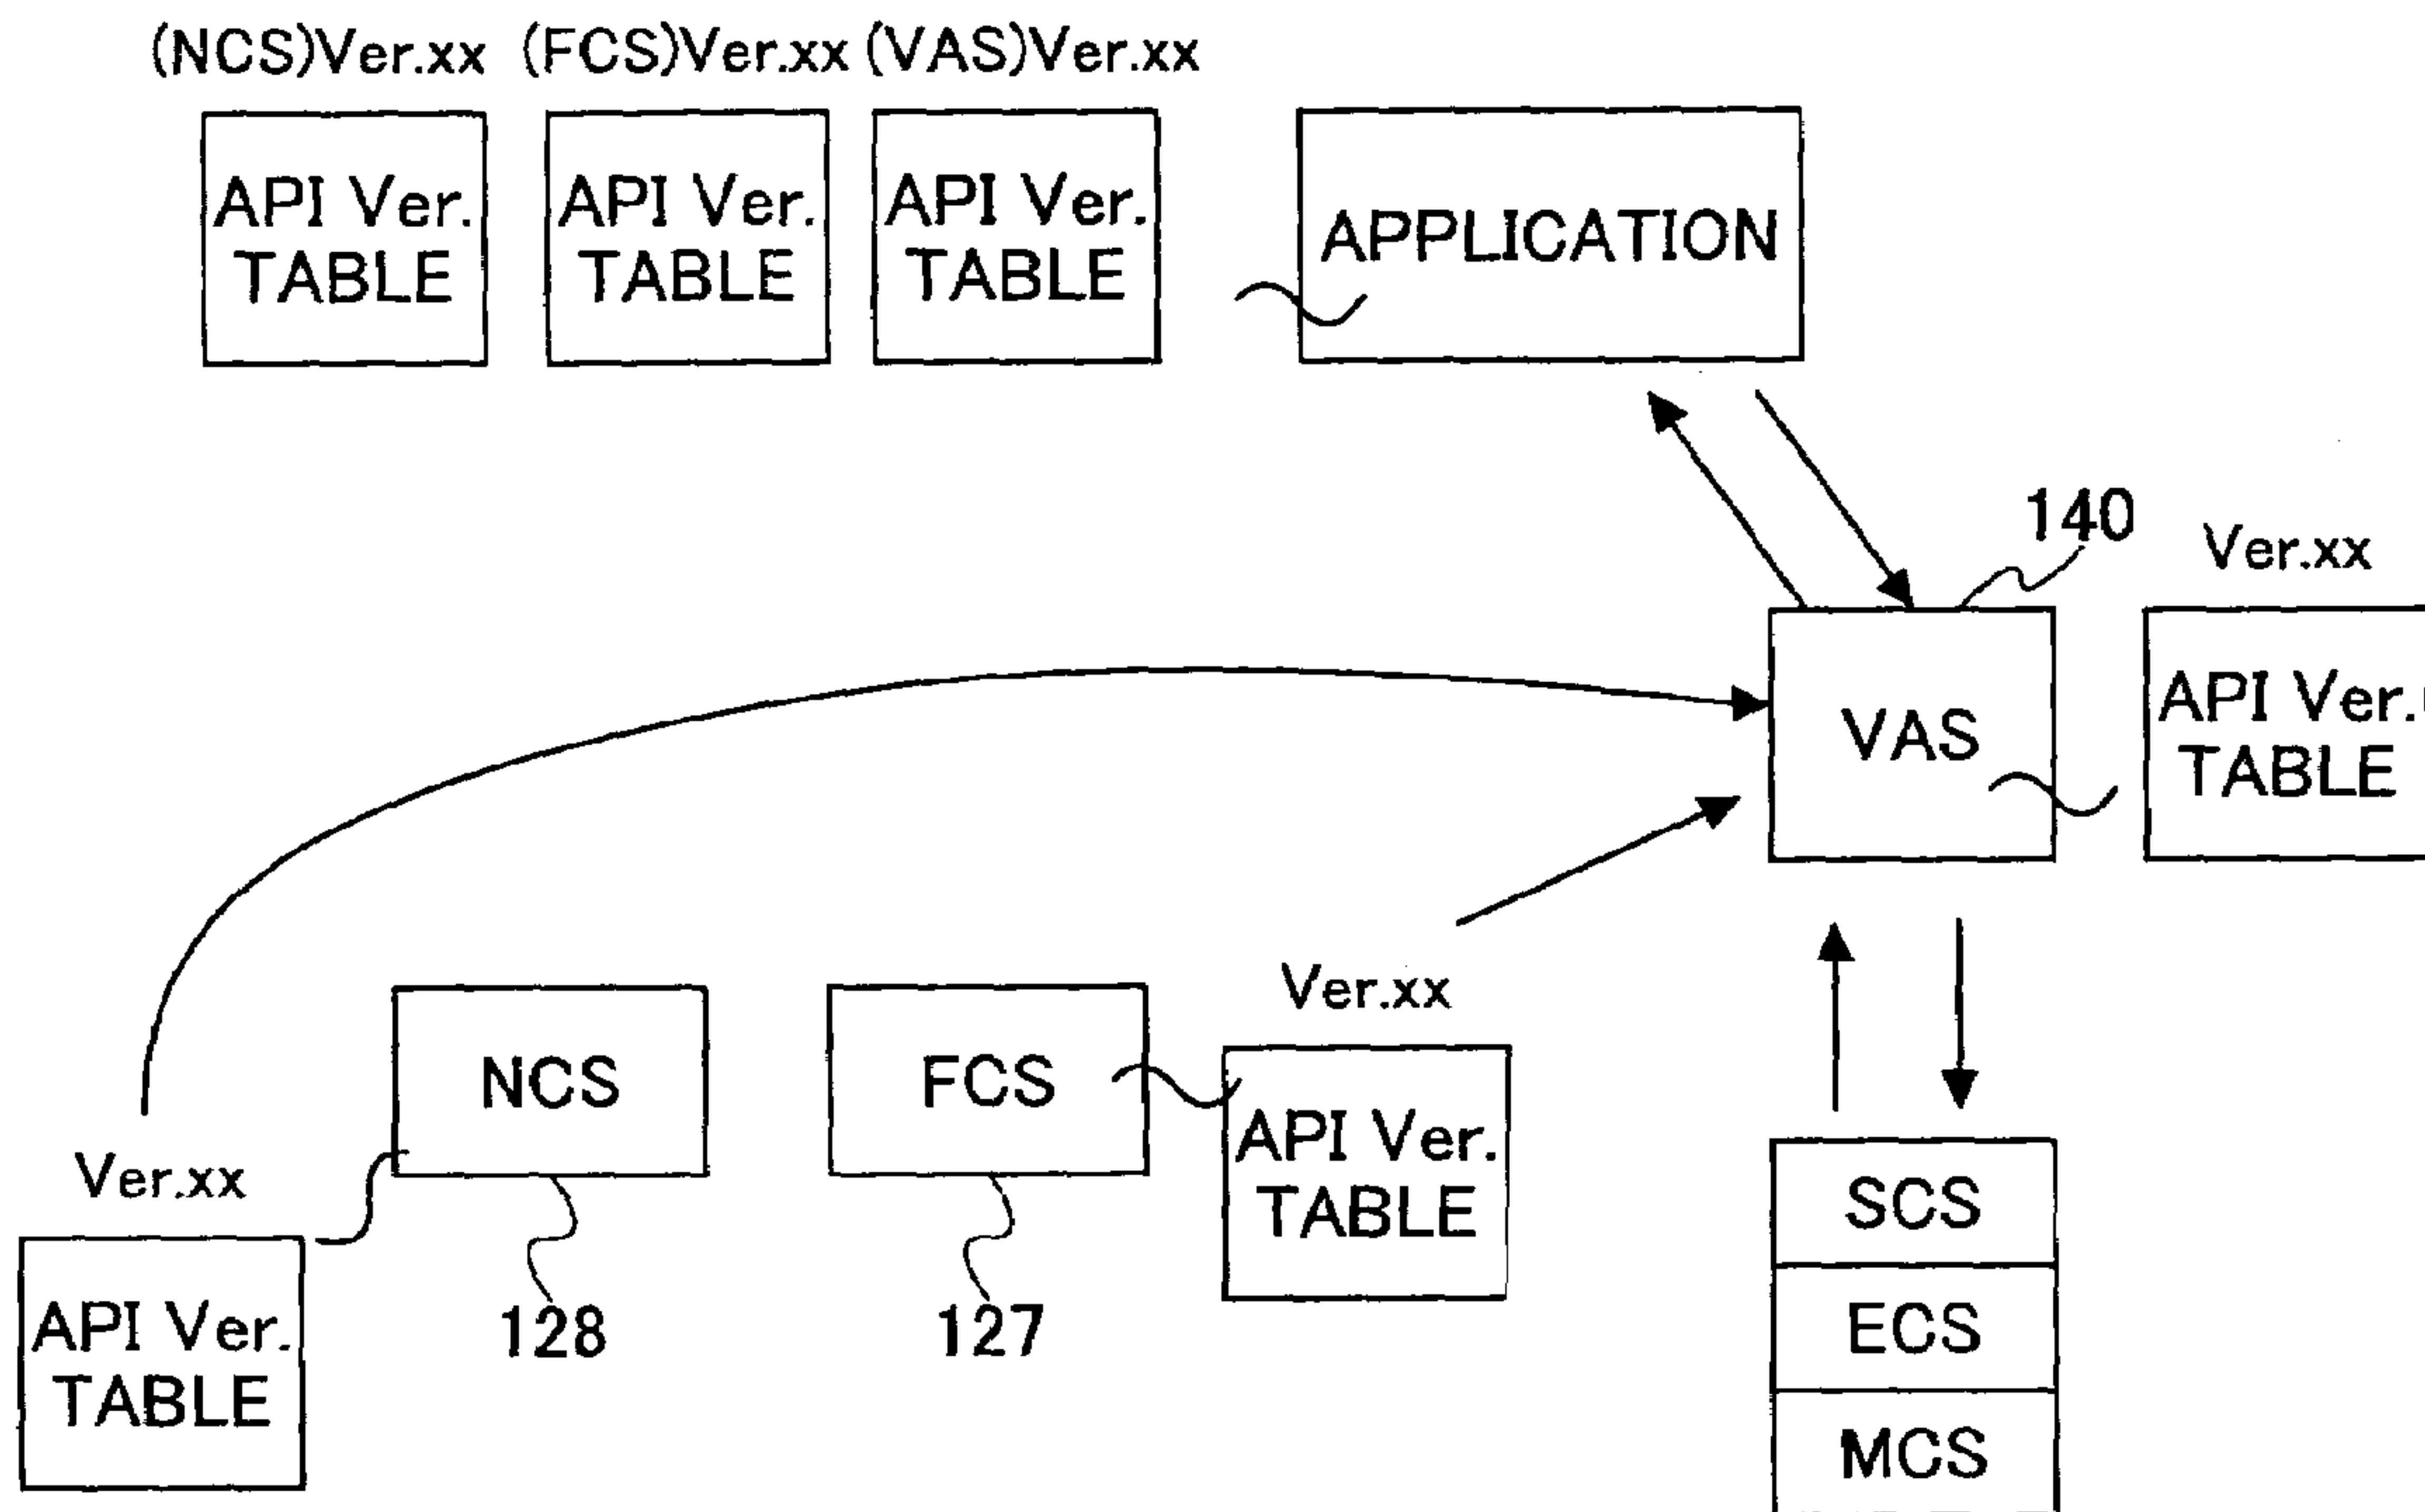 (NCS)Ver.xx (FCS)Ver.xx (VAS)Ver.xx
API Ver.
TABLE
API Ver.
TABLE
API Ver.
TABLE
APPLICATION
140
Ver.xx
VAS
API Ver.
TABLE
NCS
FCS
Ver.xx
API Ver.
TABLE
Ver.xx
API Ver.
TABLE
128
127
SCS
ECS
MCS